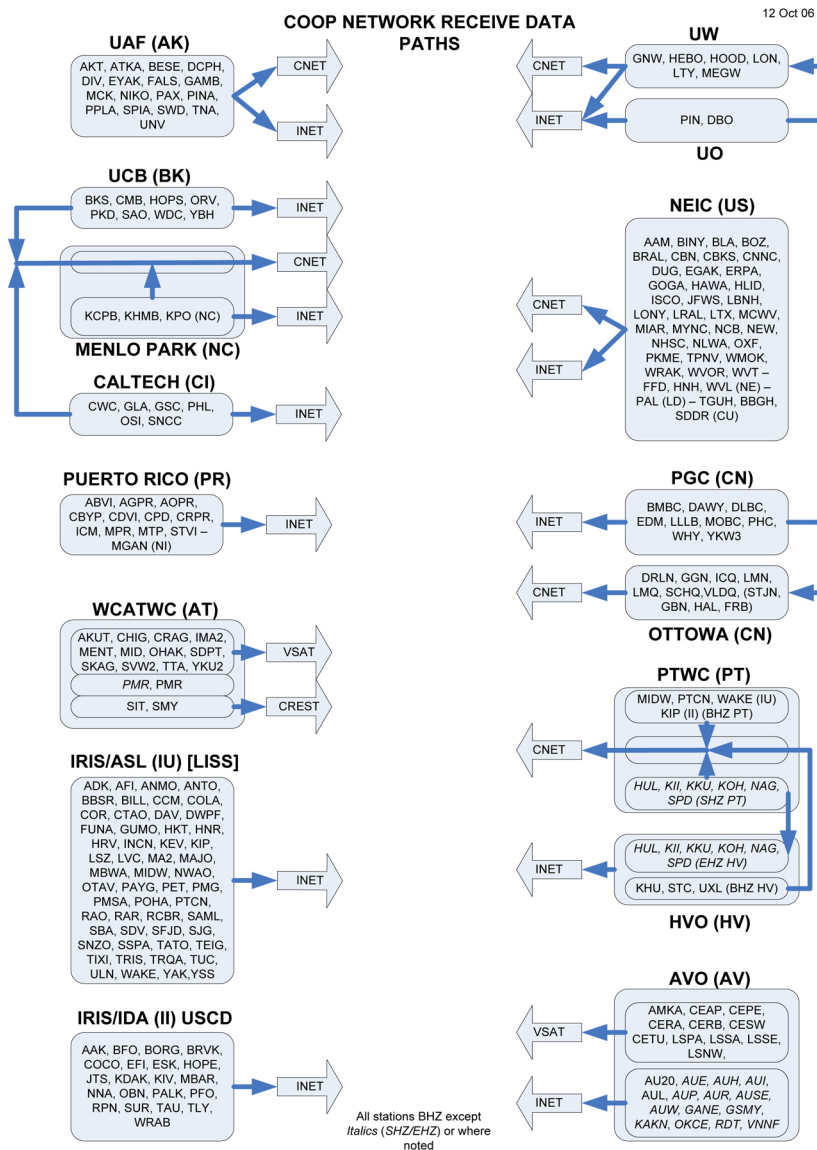 COOP NETWORK RECEIVE DATA
PATHS
12 Oct 06
UAF (AK)
AKT, ATKA, BESE, DCPH,
DIV, EYAK, FALS, GAMB,
MCK, NIKO, PAX, PINA,
PPLA, SPIA, SWD, TNA,
UNV
CNET
INET
UCB (BK)
BKS, CMB, HOPS, ORV,
PKD, SAO, WDC, YBH
INET
CNET
KCPB, KHMB, KPO (NC)
INET
MENLO PARK (NC)
CALTECH (CI)
CWC, GLA, GSC, PHL,
OSI, SNCC
INET
PUERTO RICO (PR)
ABVI, AGPR, AOPR,
CBYP, CDVI, CPD, CRPR,
ICM, MPR, MTP, STVI –
MGAN (NI)
INET
WCATWC (AT)
AKUT, CHIG, CRAG, IMA2,
MENT, MID, OHAK, SDPT,
SKAG, SVW2, TTA, YKU2
VSAT
PMR, PMR
SIT, SMY
CREST
IRIS/ASL (IU) [LISS]
ADK, AFI, ANMO, ANTO,
BBSR, BILL, CCM, COLA,
COR, CTAO, DAV, DWPF,
FUNA, GUMO, HKT, HNR,
HRV, INCN, KEV, KIP,
LSZ, LVC, MA2, MAJO,
MBWA, MIDW, NWAO,
OTAV, PAYG, PET, PMG,
PMSA, POHA, PTCN,
RAO, RAR, RCBR, SAML,
SBA, SDV, SFJD, SJG,
SNZO, SSPA, TATO, TEIG,
TIXI, TRIS, TRQA, TUC,
ULN, WAKE, YAK,YSS
INET
IRIS/IDA (II) USCD
AAK, BFO, BORG, BRVK,
COCO, EFI, ESK, HOPE,
JTS, KDAK, KIV, MBAR,
NNA, OBN, PALK, PFO,
RPN, SUR, TAU, TLY,
WRAB
INET
UW
GNW, HEBO, HOOD, LON,
LTY, MEGW
CNET
PIN, DBO
INET
UO
NEIC (US)
AAM, BINY, BLA, BOZ,
BRAL, CBN, CBKS, CNNC,
DUG, EGAK, ERPA,
GOGA, HAWA, HLID,
ISCO, JFWS, LBNH,
LONY, LRAL, LTX, MCWV,
MIAR, MYNC, NCB, NEW,
NHSC, NLWA, OXF,
PKME, TPNV, WMOK,
WRAK, WVOR, WVT –
FFD, HNH, WVL (NE) –
PAL (LD) – TGUH, BBGH,
SDDR (CU)
CNET
INET
PGC (CN)
BMBC, DAWY, DLBC,
EDM, LLLB, MOBC, PHC,
WHY, YKW3
INET
DRLN, GGN, ICQ, LMN,
LMQ, SCHQ,VLDQ, (STJN,
GBN, HAL, FRB)
CNET
OTTOWA (CN)
PTWC (PT)
MIDW, PTCN, WAKE (IU)
KIP (II) (BHZ PT)
CNET
HUL, KII, KKU, KOH, NAG,
SPD (SHZ PT)
HUL, KII, KKU, KOH, NAG,
SPD (EHZ HV)
INET
KHU, STC, UXL (BHZ HV)
HVO (HV)
AVO (AV)
AMKA, CEAP, CEPE,
CERA, CERB, CESW
CETU, LSPA, LSSA, LSSE,
LSNW,
VSAT
AU20, AUE, AUH, AUI,
AUL, AUP, AUR, AUSE,
AUW, GANE, GSMY,
KAKN, OKCE, RDT, VNNF
INET
All stations BHZ except
Italics (SHZ/EHZ) or where
noted